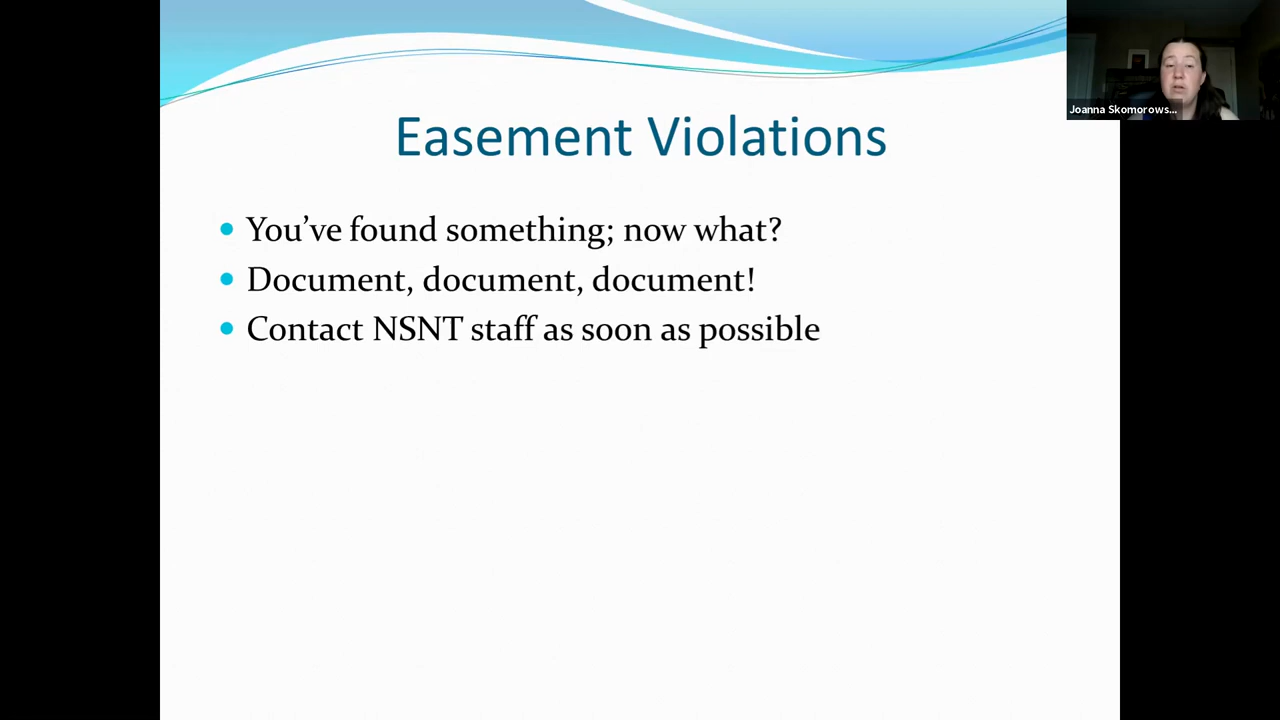 Joanna Skomorows...
Easement Violations
You've found something; now what?
Document, document, document!
Contact NSNT staff as soon as possible